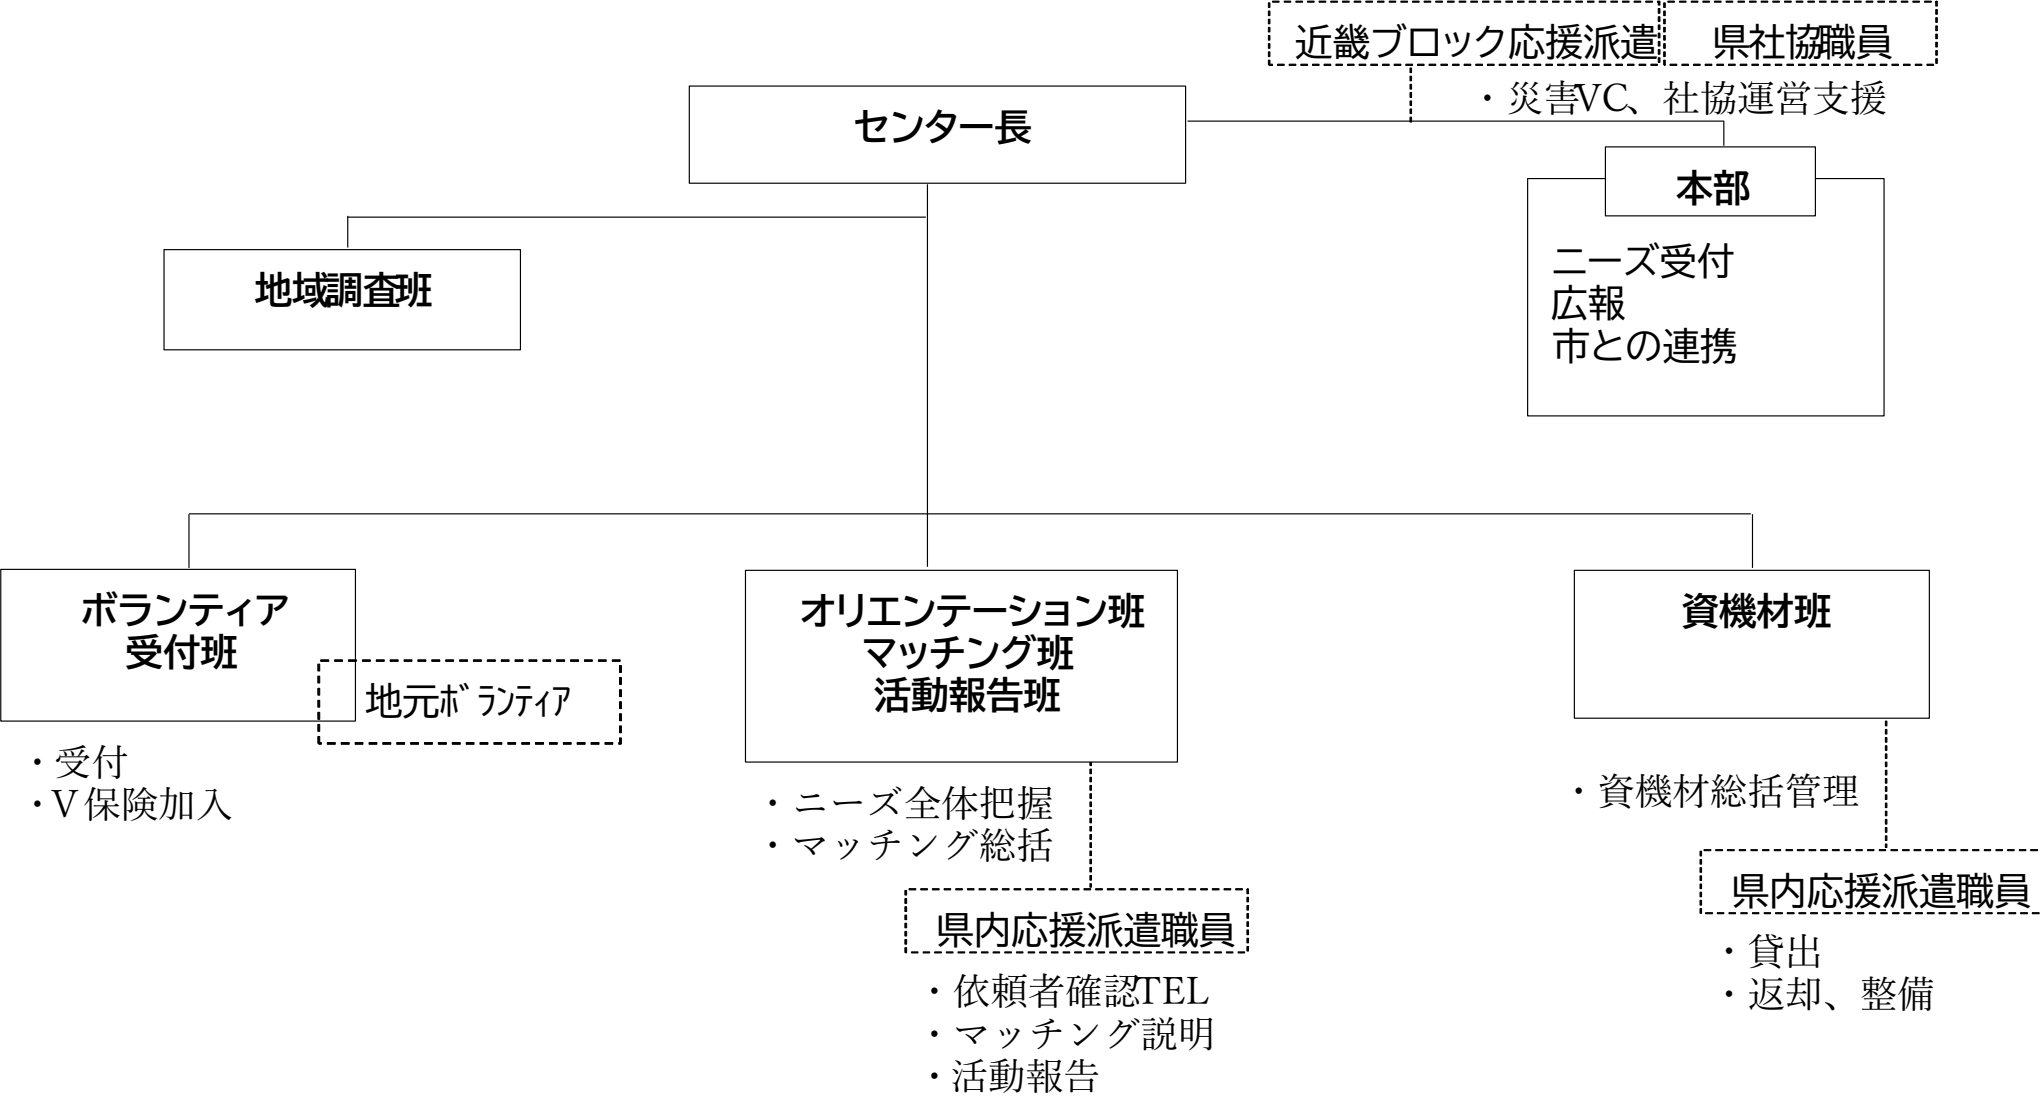 近畿ブロック応援派遣
県社協職員
・災害VC、社協運営支援
センター長
本部
ニーズ受付
広報
市との連携
地域調査班
ボランティア
受付班
地元ﾎﾞﾗﾝﾃｨｱ
・受付
・V保険加入
オリエンテーション班
マッチング班
活動報告班
・ニーズ全体把握
・マッチング総括
県内応援派遣職員
・依頼者確認TEL
・マッチング説明
・活動報告
資機材班
・資機材総括管理
県内応援派遣職員
・貸出
・返却、整備